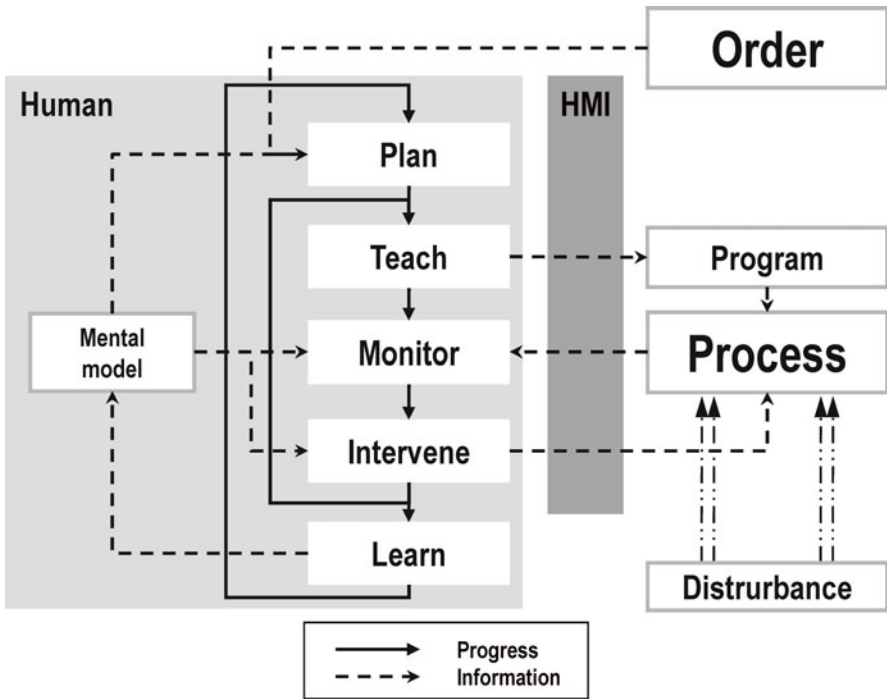 Order
Human
HMI
Plan
Teach
Program
Mental
model
Monitor
Process
Intervene
Learn
Distrurbance
Progress
Information